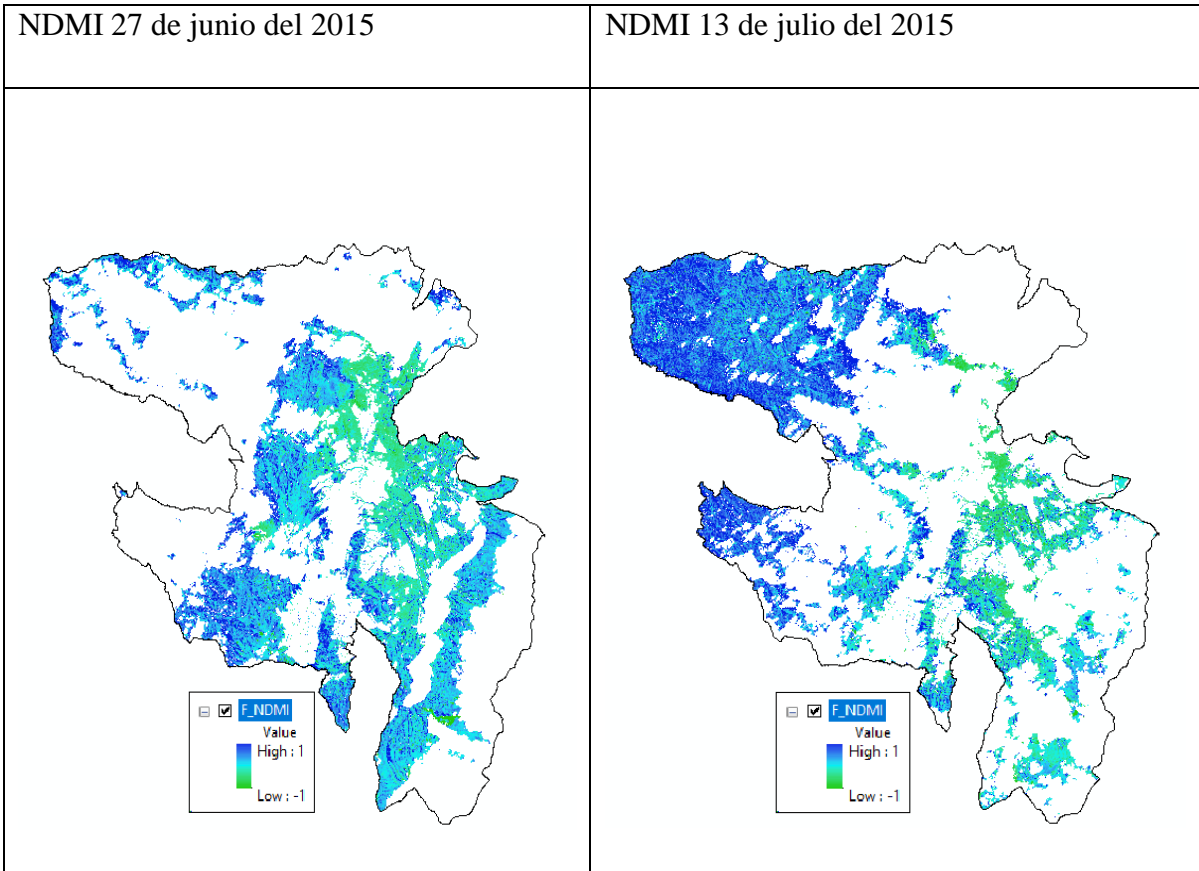 NDMI 27 de junio del 2015
NDMI 13 de julio del 2015
F_NDMI
Value
High : 1
Low : -1
F_NDMI
Value
High : 1
Low : -1